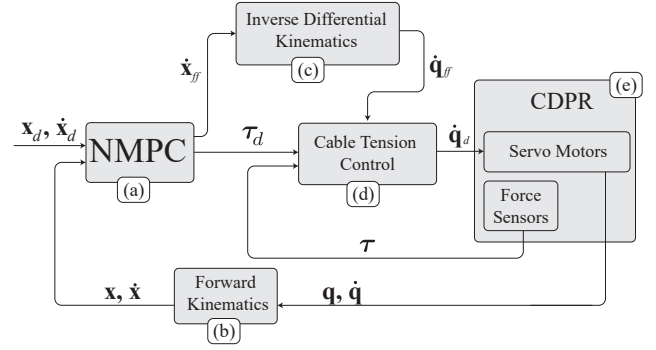 Inverse Differential
Kinematics
(c)
ẋ_ff
q̇_ff
(e)
CDPR
x_d, ẋ_d
NMPC
(a)
τ_d
Cable Tension
Control
(d)
q̇_d
Servo Motors
Force
Sensors
τ
x, ẋ
Forward
Kinematics
(b)
q, q̇